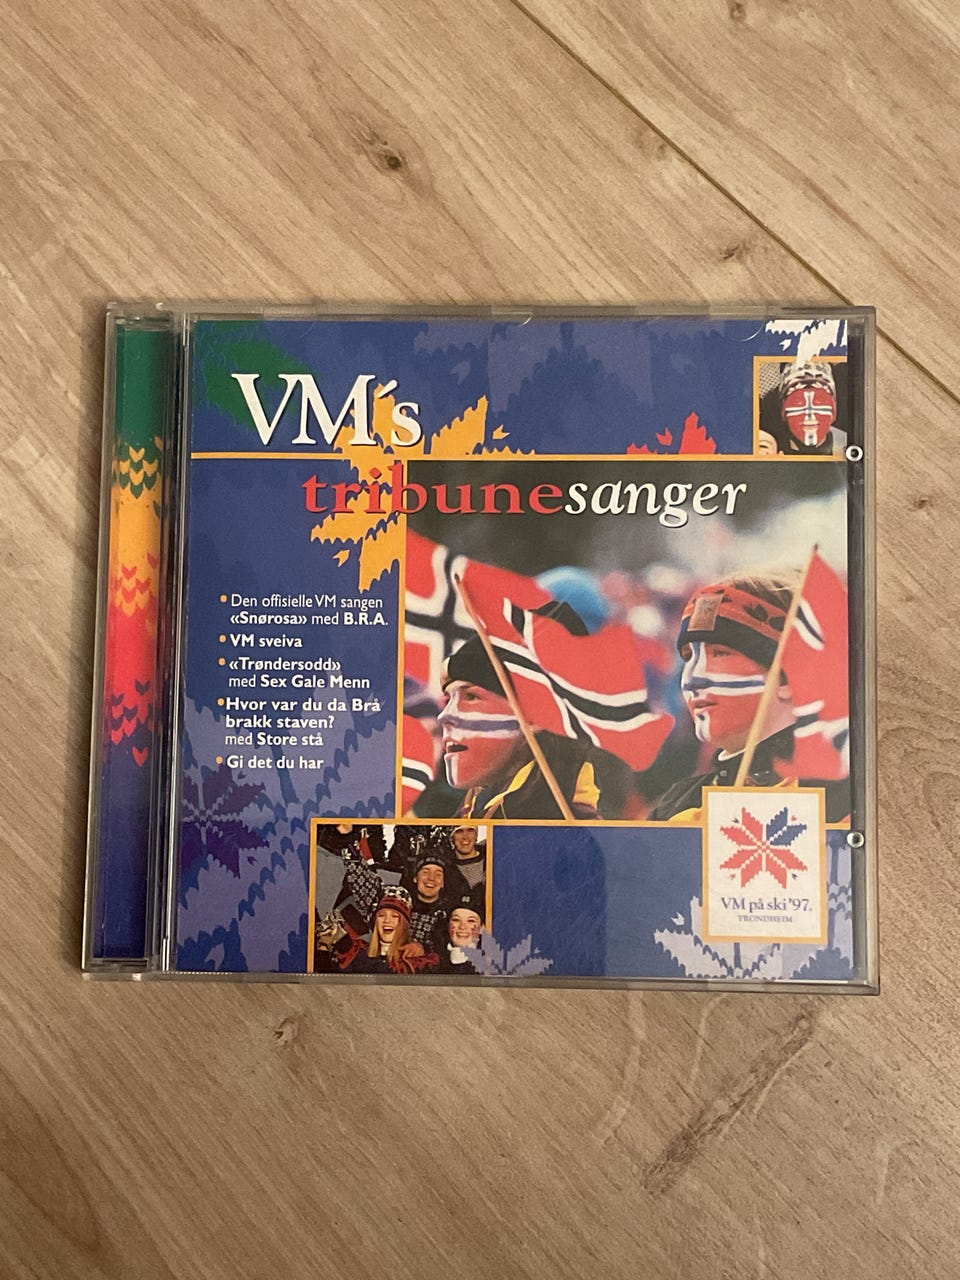 VM´s
tribunesanger
• Den offisielle VM sangen
«Snørosa» med B.R.A.
• VM sveiva
• «Trøndersodd»
med Sex Gale Menn
• Hvor var du da Brå
brakk staven?
med Store stå
• Gi det du har
VM på ski '97
TRONDHEIM